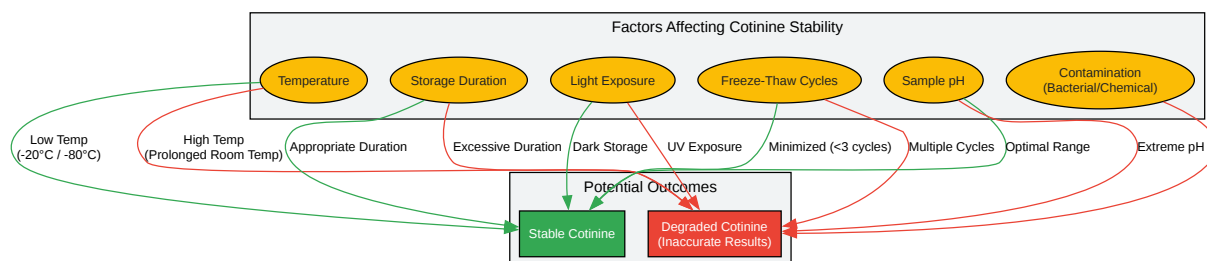 Factors Affecting Cotinine Stability
Temperature
Storage Duration
Light Exposure
Freeze-Thaw Cycles
Sample pH
Contamination
(Bacterial/Chemical)
Low Temp
(-20°C / -80°C)
High Temp
(Prolonged Room Temp)
Appropriate Duration
Excessive Duration
Dark Storage
UV Exposure
Minimized (<3 cycles)
Multiple Cycles
Optimal Range
Extreme pH
Potential Outcomes
Stable Cotinine
Degraded Cotinine
(Inaccurate Results)